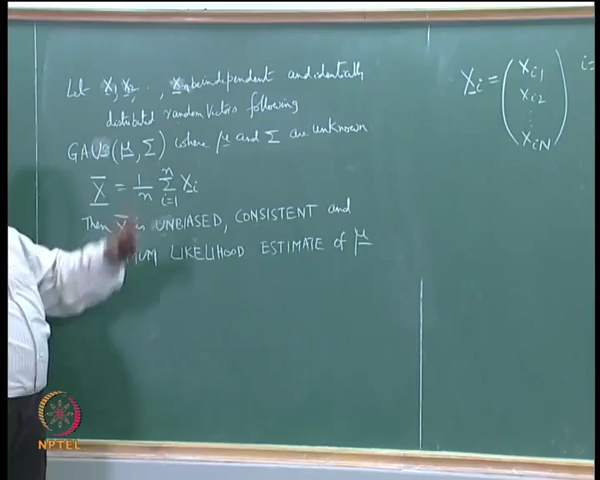 Let X1, X2, . . , Xn be independent and identically
distributed random vectors following
GAUS(μ, Σ) where μ and Σ are unknown
X̄ = 1/n Σ_{i=1}^{n} Xi
Then X̄ is UNBIASED, CONSISTENT and
MUM LIKELIHOOD ESTIMATE of μ
Xi = ( xi1 xi2 ⋮ xiN ) i=
NPTEL